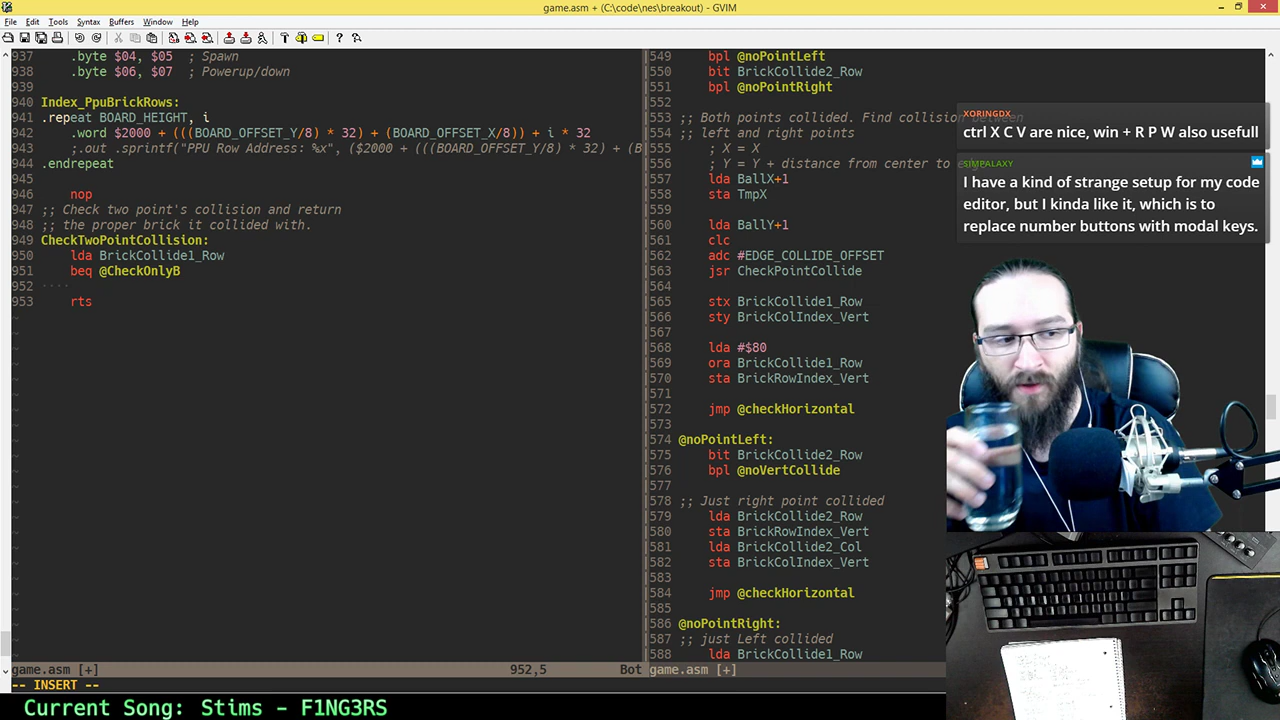 game.asm + (C:\code\nes\breakout) - GVIM
File Edit Tools Syntax Buffers Window Help
937 .byte $04, $05 ; Spawn
938 .byte $06, $07 ; Powerup/down
939
940 Index_PpuBrickRows:
941 .repeat BOARD_HEIGHT, i
942 .word $2000 + (((BOARD_OFFSET_Y/8) * 32) + (BOARD_OFFSET_X/8)) + i * 32
943 ;.out .sprintf("PPU Row Address: %x", ($2000 + (((BOARD_OFFSET_Y/8) * 32) + (B
944 .endrepeat
945
946 nop
947 ;; Check two point's collision and return
948 ;; the proper brick it collided with.
949 CheckTwoPointCollision:
950 lda BrickCollide1_Row
951 beq @CheckOnlyB
952 ....
953 rts
game.asm [+] 952,5 Bot
-- INSERT --
549 bpl @noPointLeft
550 bit BrickCollide2_Row
551 bpl @noPointRight
552
553 ;; Both points collided. Find collision between
554 ;; left and right points
555 ; X = X
556 ; Y = Y + distance from center to
557 lda BallX+1
558 sta TmpX
559
560 lda BallY+1
561 clc
562 adc #EDGE_COLLIDE_OFFSET
563 jsr CheckPointCollide
564
565 stx BrickCollide1_Row
566 sty BrickColIndex_Vert
567
568 lda #$80
569 ora BrickCollide1_Row
570 sta BrickRowIndex_Vert
571
572 jmp @checkHorizontal
573
574 @noPointLeft:
575 bit BrickCollide2_Row
576 bpl @noVertCollide
577
578 ;; Just right point collided
579 lda BrickCollide2_Row
580 sta BrickRowIndex_Vert
581 lda BrickCollide2_Col
582 sta BrickColIndex_Vert
583
584 jmp @checkHorizontal
585
586 @noPointRight:
587 ;; just Left collided
588 lda BrickCollide1_Row
game.asm [+]
XORINGDX
ctrl X C V are nice, win + R P W also usefull
SIMPALAXY
I have a kind of strange setup for my code
editor, but I kinda like it, which is to
replace number buttons with modal keys.
Current Song: Stims - F1NG3RS